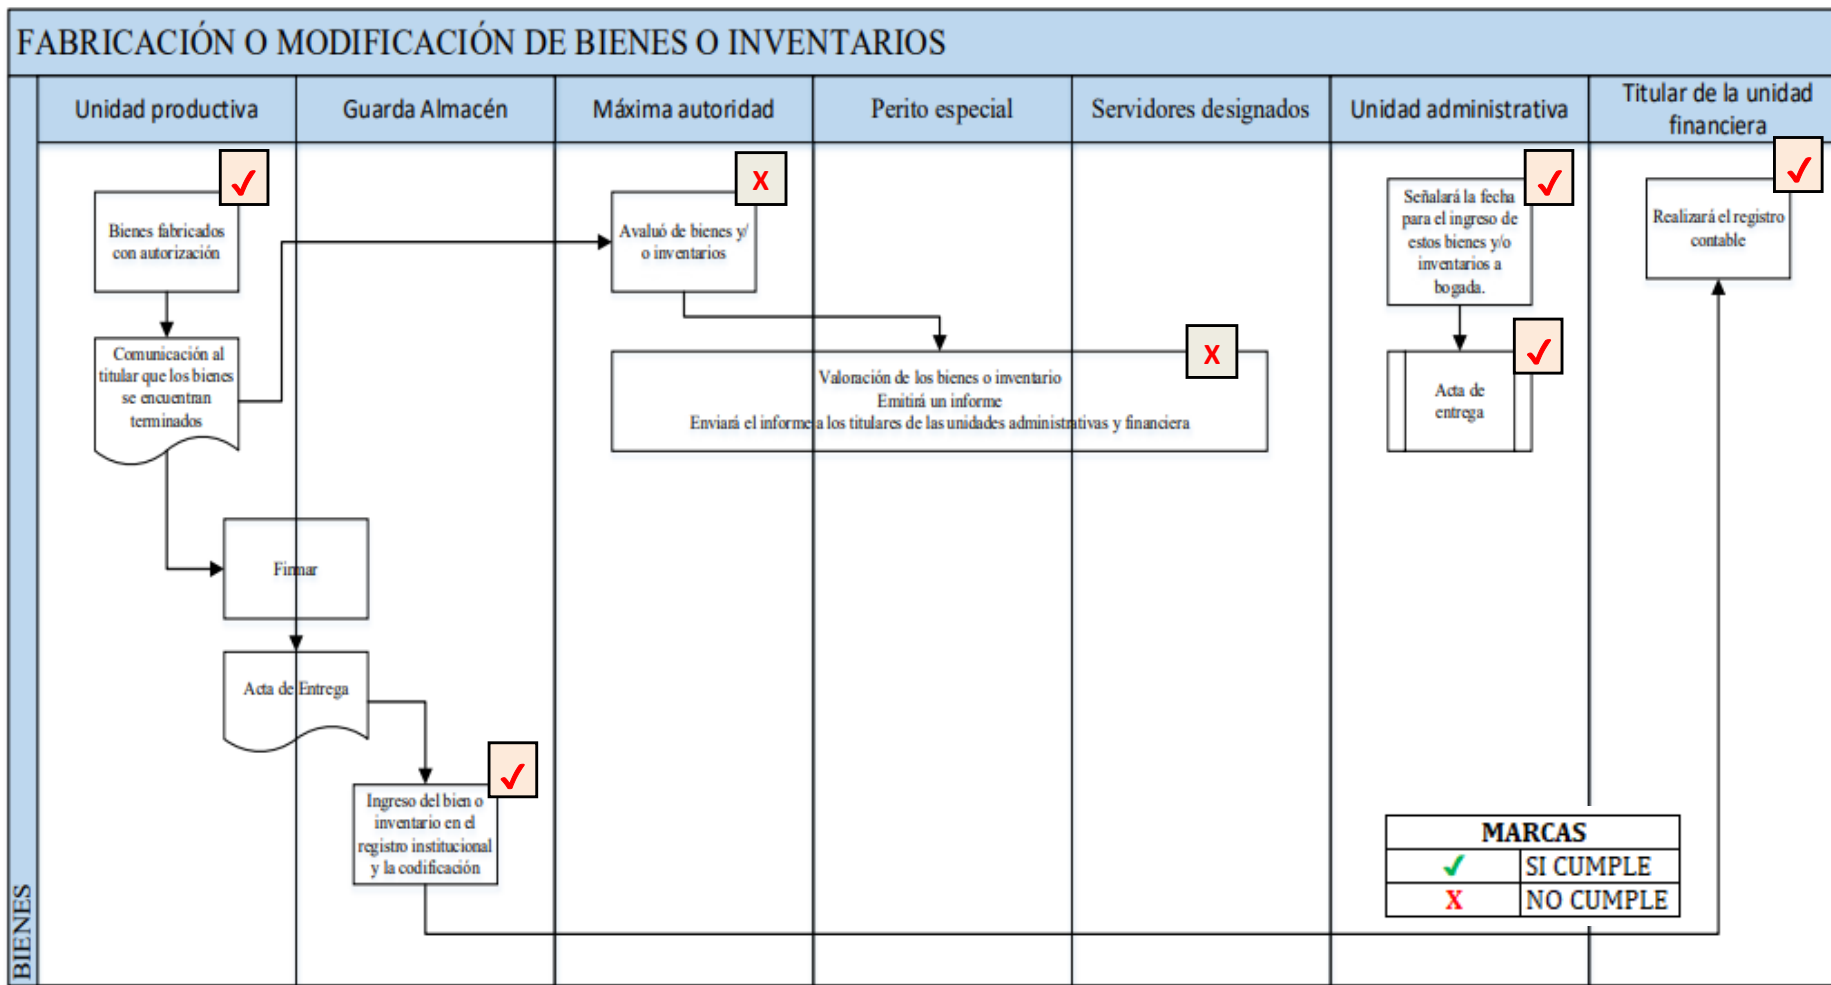 FABRICACIÓN O MODIFICACIÓN DE BIENES O INVENTARIOS
BIENES
Unidad productiva
Guarda Almacén
Máxima autoridad
Perito especial
Servidores designados
Unidad administrativa
Titular de la unidad
financiera
✓
Bienes fabricados
con autorización
Comunicación al
titular que los bienes
se encuentran
terminados
Firmar
Acta de Entrega
✓
Ingreso del bien o
inventario en el
registro institucional
y la codificación
X
Avaluó de bienes y/
o inventarios
X
Valoración de los bienes o inventario
Emitirá un informe
Enviará el informe a los titulares de las unidades administrativas y financiera
✓
Señalará la fecha
para el ingreso de
estos bienes y/o
inventarios a
bogada.
✓
Acta de
entrega
✓
Realizará el registro
contable
MARCAS
✓ SI CUMPLE
X NO CUMPLE